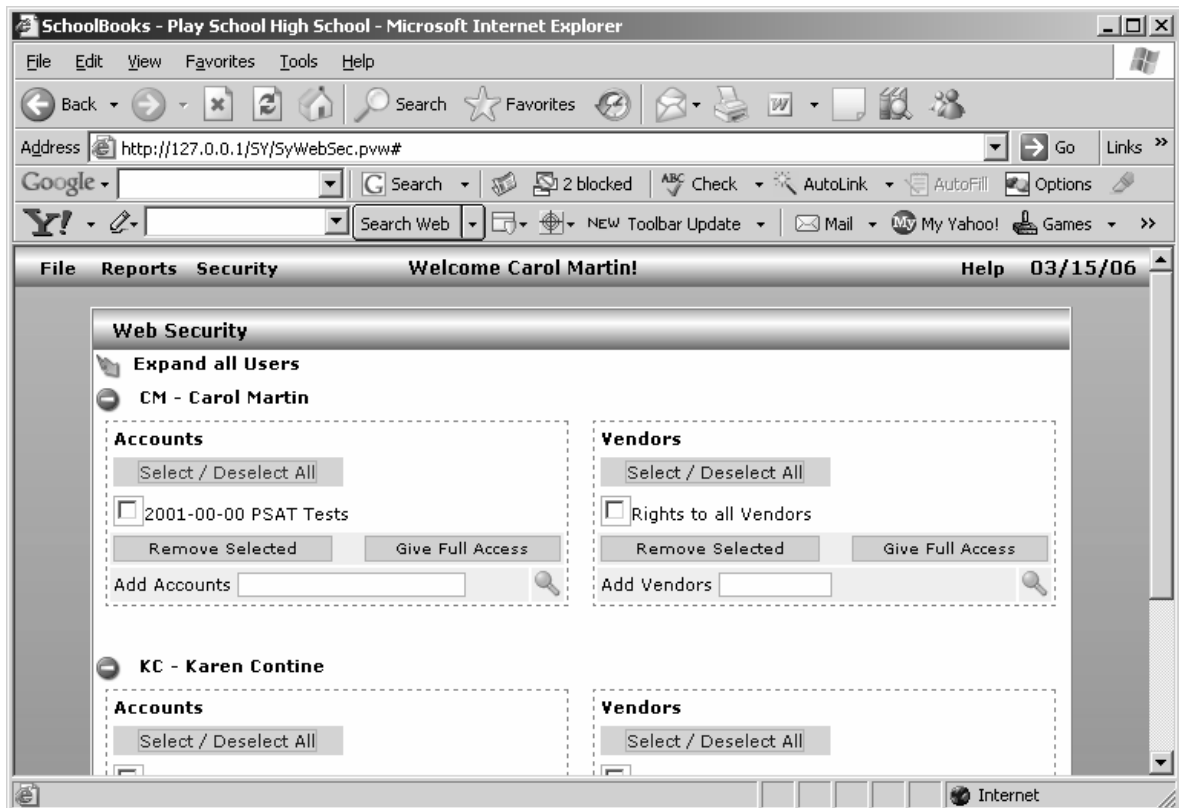 SchoolBooks - Play School High School - Microsoft Internet Explorer
File Edit View Favorites Tools Help
Back Search Favorites W
Address http://127.0.0.1/SY/SyWebSec.pvw# Go Links »
Google Search 2 blocked ABC Check AutoLink AutoFill Options
Y! Search Web NEW Toolbar Update Mail My My Yahoo! Games »
File Reports Security Welcome Carol Martin! Help 03/15/06
Web Security
Expand all Users
CM - Carol Martin
Accounts Vendors
Select / Deselect All Select / Deselect All
2001-00-00 PSAT Tests Rights to all Vendors
Remove Selected Give Full Access Remove Selected Give Full Access
Add Accounts Add Vendors
KC - Karen Contine
Accounts Vendors
Select / Deselect All Select / Deselect All
Internet